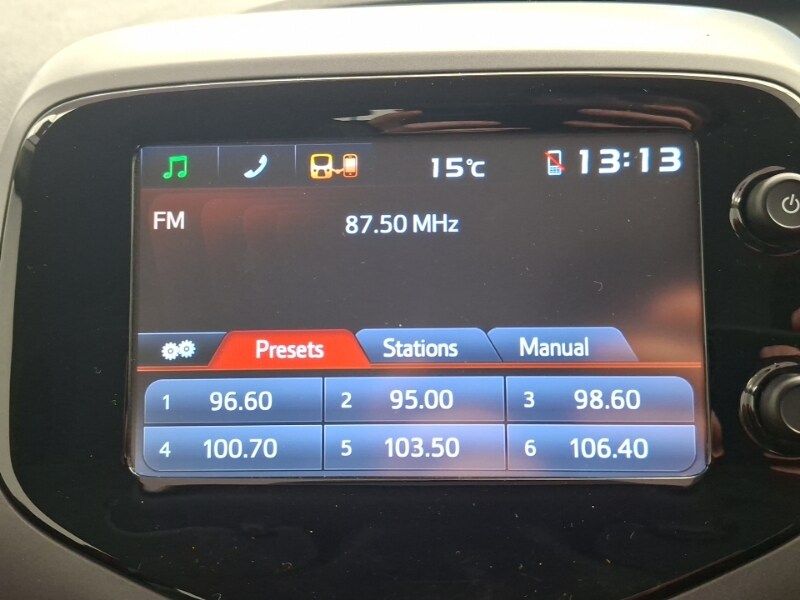 15°C 13:13
FM 87.50 MHz
Presets Stations Manual
1 96.60 2 95.00 3 98.60
4 100.70 5 103.50 6 106.40